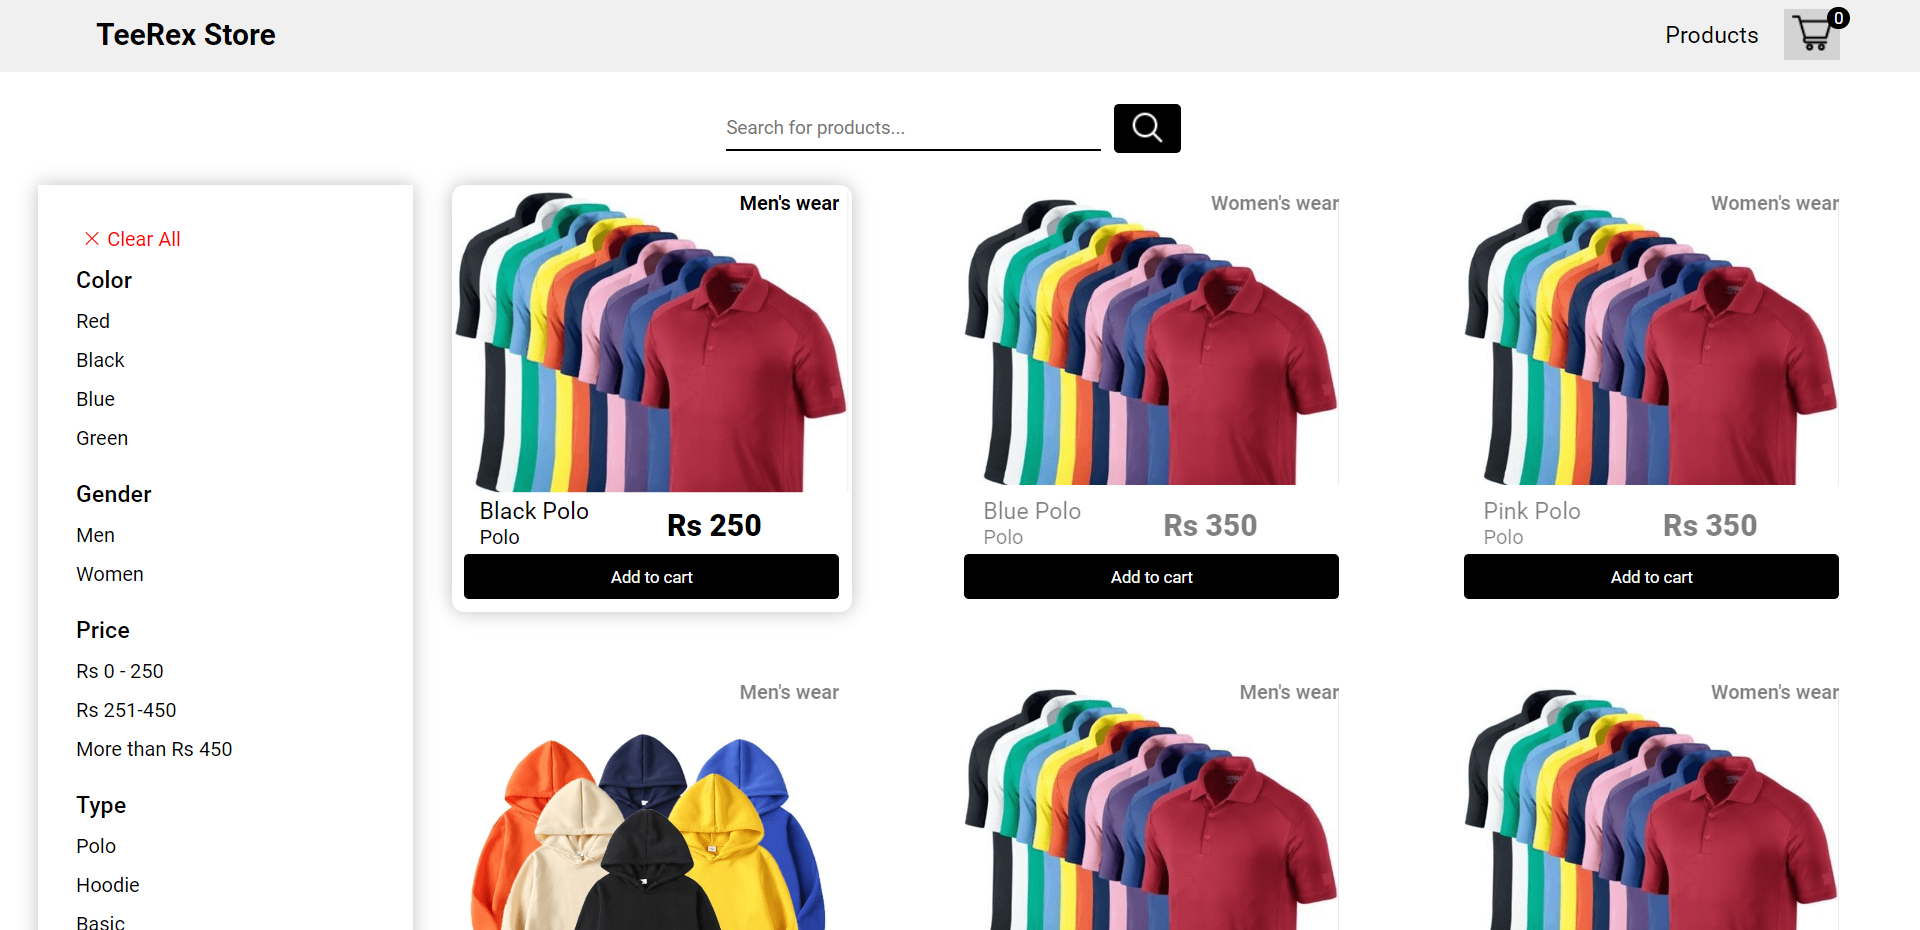 TeeRex Store
Products
0
Search for products...
Clear All
Color
Red
Black
Blue
Green
Gender
Men
Women
Price
Rs 0 - 250
Rs 251-450
More than Rs 450
Type
Polo
Hoodie
Basic
Men's wear
Black Polo
Polo
Rs 250
Add to cart
Women's wear
Blue Polo
Polo
Rs 350
Add to cart
Women's wear
Pink Polo
Polo
Rs 350
Add to cart
Men's wear
Men's wear
Women's wear